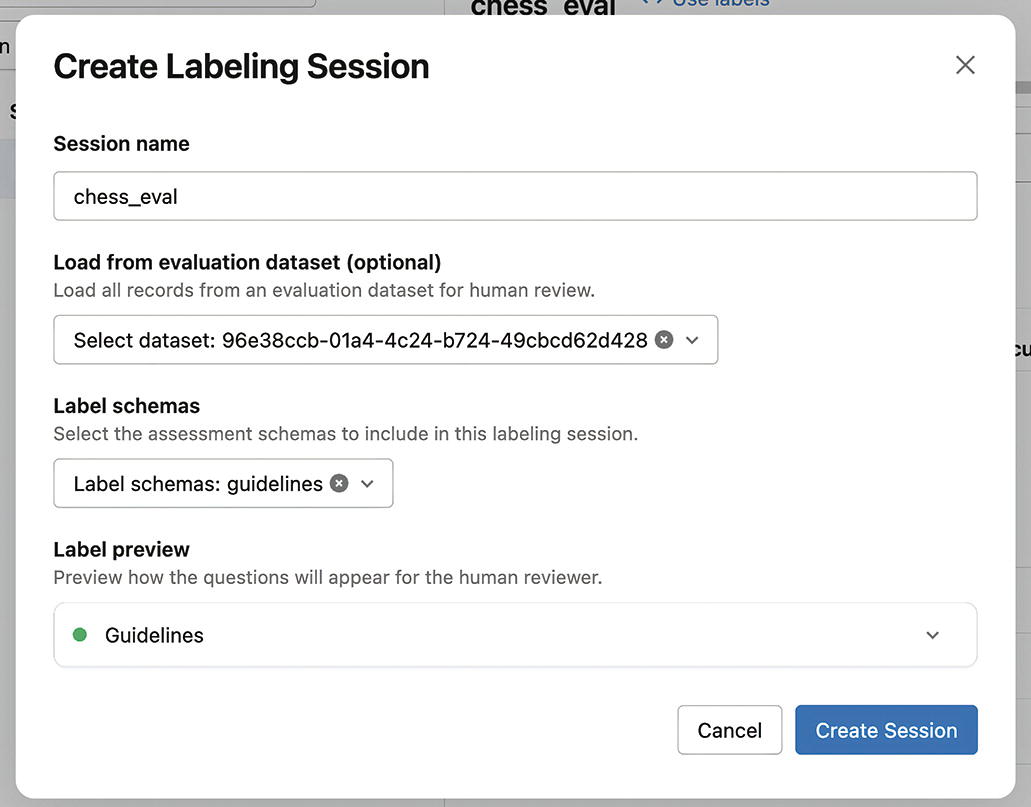 chess_eval
Use labels
Create Labeling Session
Session name
chess_eval
Load from evaluation dataset (optional)
Load all records from an evaluation dataset for human review.
Select dataset: 96e38ccb-01a4-4c24-b724-49cbcd62d428
Label schemas
Select the assessment schemas to include in this labeling session.
Label schemas: guidelines
Label preview
Preview how the questions will appear for the human reviewer.
Guidelines
Cancel
Create Session